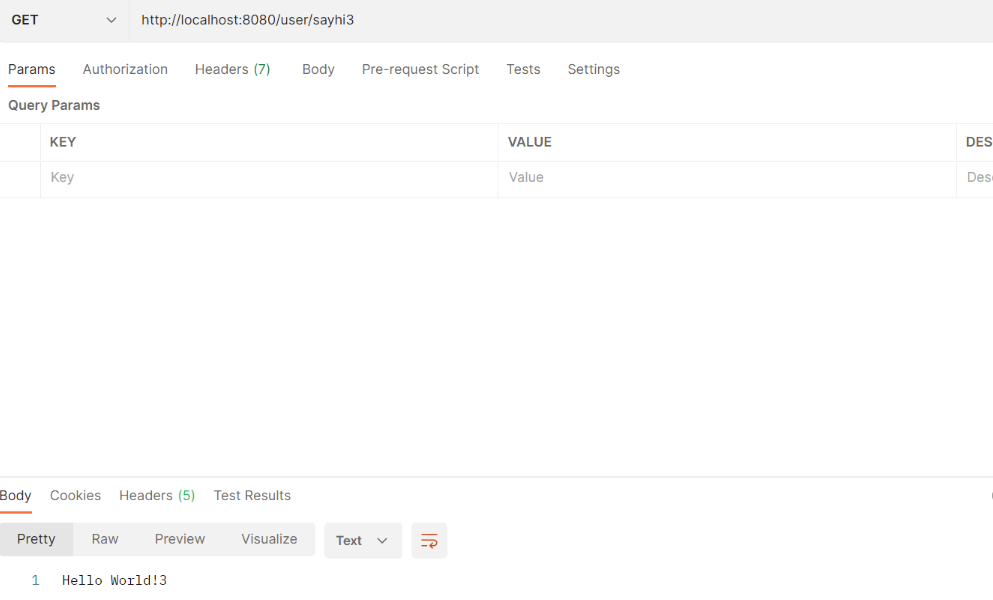 GET http://localhost:8080/user/sayhi3
Params Authorization Headers (7) Body Pre-request Script Tests Settings
Query Params
KEY VALUE DES
Key Value Desc
Body Cookies Headers (5) Test Results
Pretty Raw Preview Visualize Text
1 Hello World!3